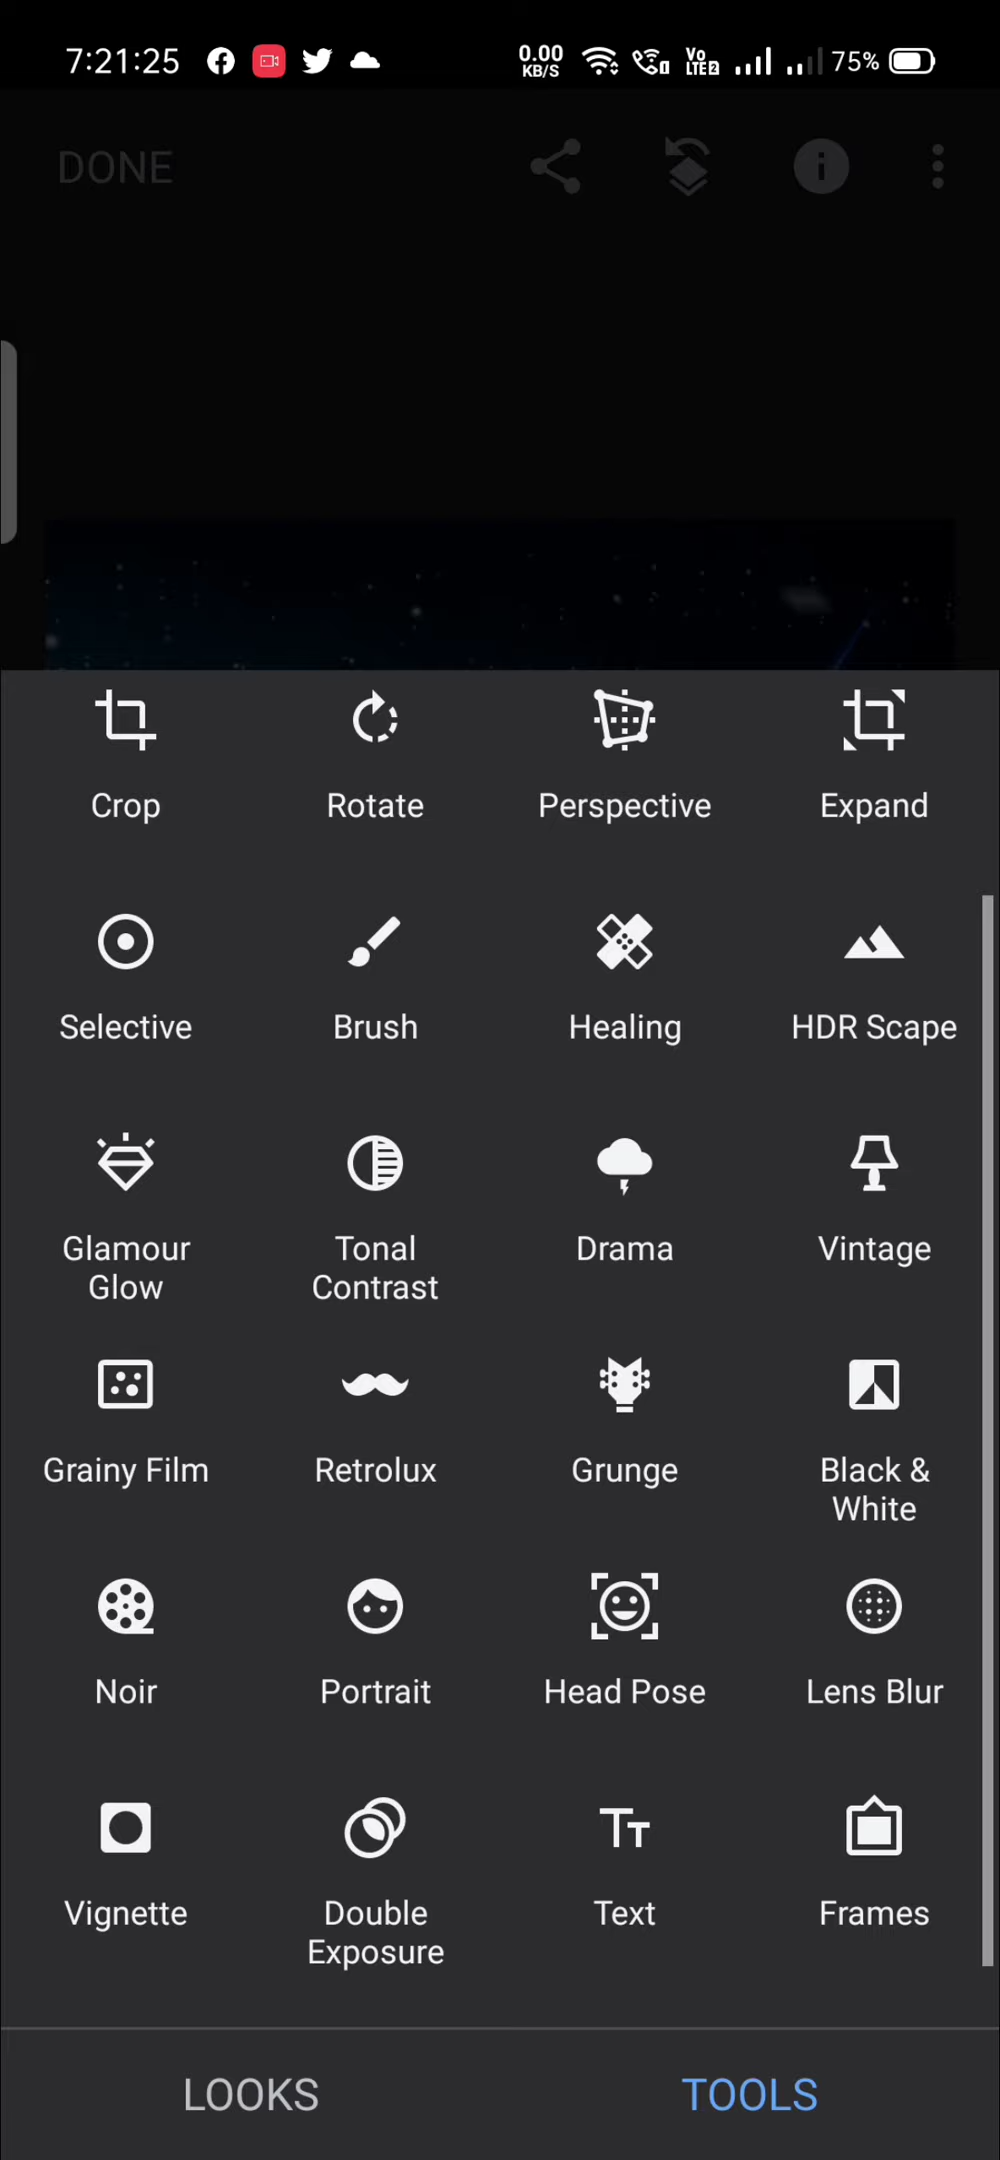 7:21:25 0.00 KB/S Vo LTE2 75%
DONE
Crop Rotate Perspective Expand
Selective Brush Healing HDR Scape
Glamour Glow Tonal Contrast Drama Vintage
Grainy Film Retrolux Grunge Black & White
Noir Portrait Head Pose Lens Blur
Vignette Double Exposure Text Frames
LOOKS TOOLS